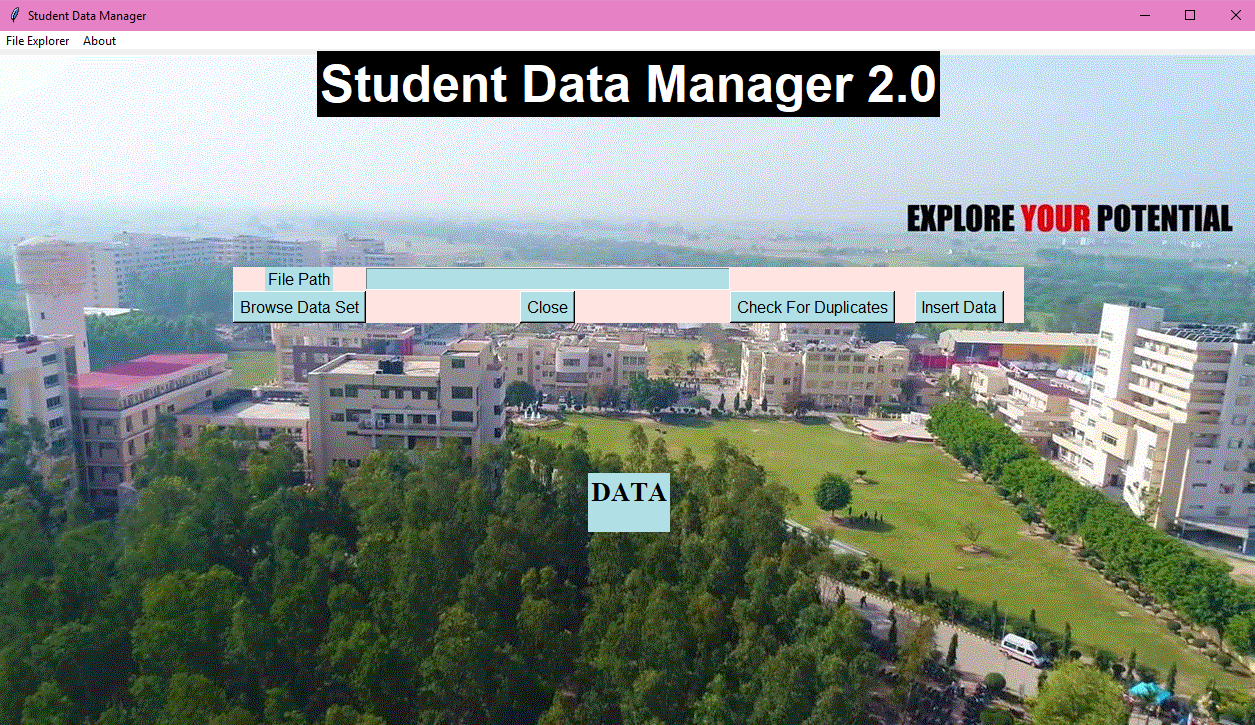 Student Data Manager
File Explorer About
Student Data Manager 2.0
EXPLORE YOUR POTENTIAL
File Path
Browse Data Set Close Check For Duplicates Insert Data
DATA